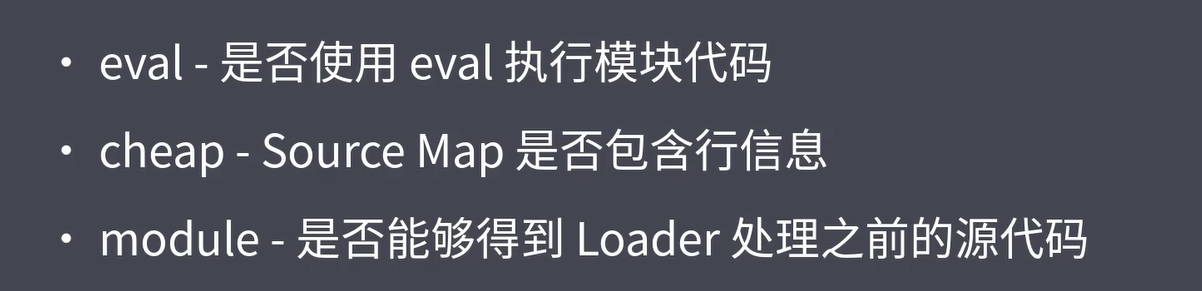 • eval - 是否使用 eval 执行模块代码
• cheap - Source Map 是否包含行信息
• module - 是否能够得到 Loader 处理之前的源代码